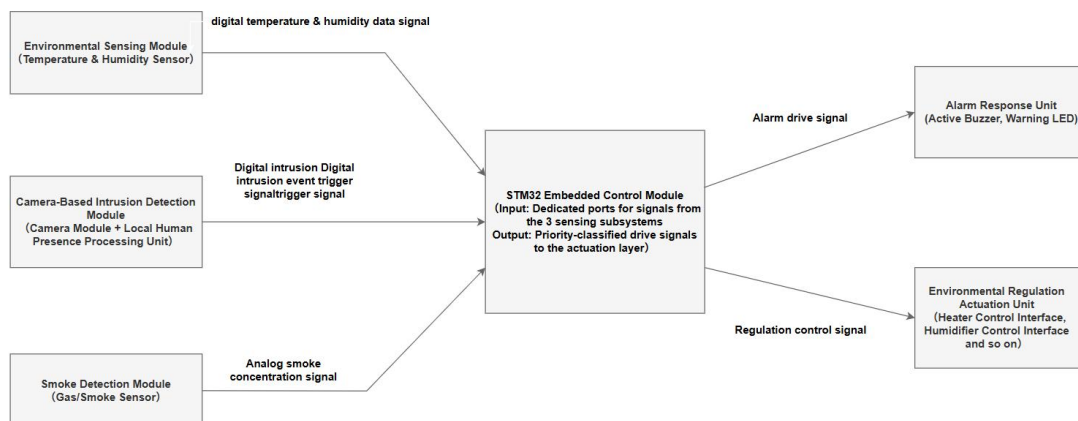 digital temperature & humidity data signal
Environmental Sensing Module
（Temperature & Humidity Sensor）
Alarm Response Unit
(Active Buzzer, Warning LED)
Alarm drive signal
Digital intrusion Digital
intrusion event trigger
signaltrigger signal
Camera-Based Intrusion Detection
Module
（Camera Module + Local Human
Presence Processing Unit）
STM32 Embedded Control Module
（Input: Dedicated ports for signals from
the 3 sensing subsystems
Output: Priority-classified drive signals
to the actuation layer）
Environmental Regulation
Actuation Unit
（Heater Control Interface,
Humidifier Control Interface
and so on）
Regulation control signal
Analog smoke
concentration signal
Smoke Detection Module
（Gas/Smoke Sensor）